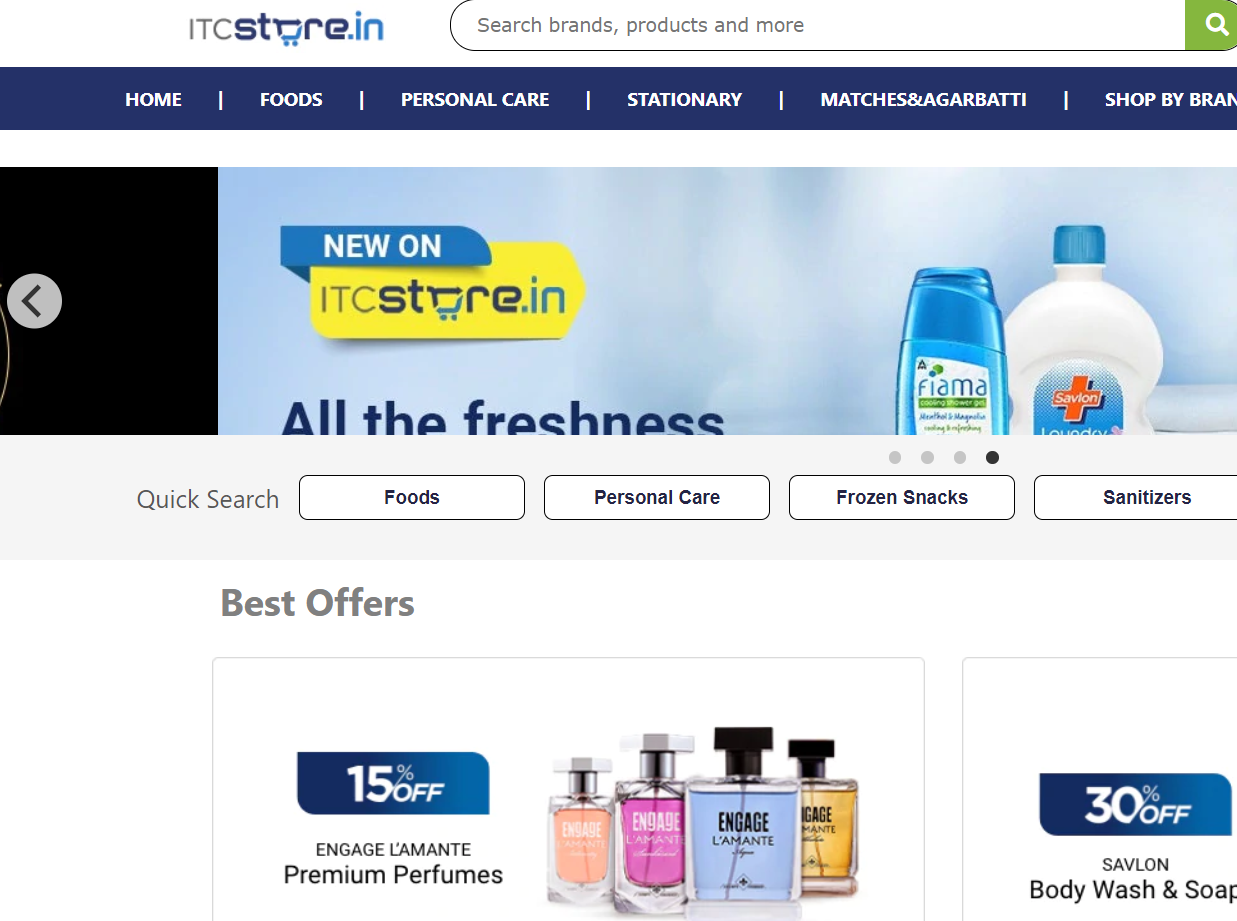 ITCstore.in
Search brands, products and more
HOME | FOODS | PERSONAL CARE | STATIONARY | MATCHES&AGARBATTI | SHOP BY BRAN
NEW ON
ITCstore.in
All the freshness
fiama
cooling shower gel
Menthol & Magnolia
cooling & refreshing
Savlon
Laundry
Quick Search
Foods
Personal Care
Frozen Snacks
Sanitizers
Best Offers
15% OFF
ENGAGE L'AMANTE
Premium Perfumes
ENGAGE
L'AMANTE
ENGAGE
L'AMANTE
ENGAGE
L'AMANTE
Aqua
NGAGE
AMANTE
30% OFF
SAVLON
Body Wash & Soap